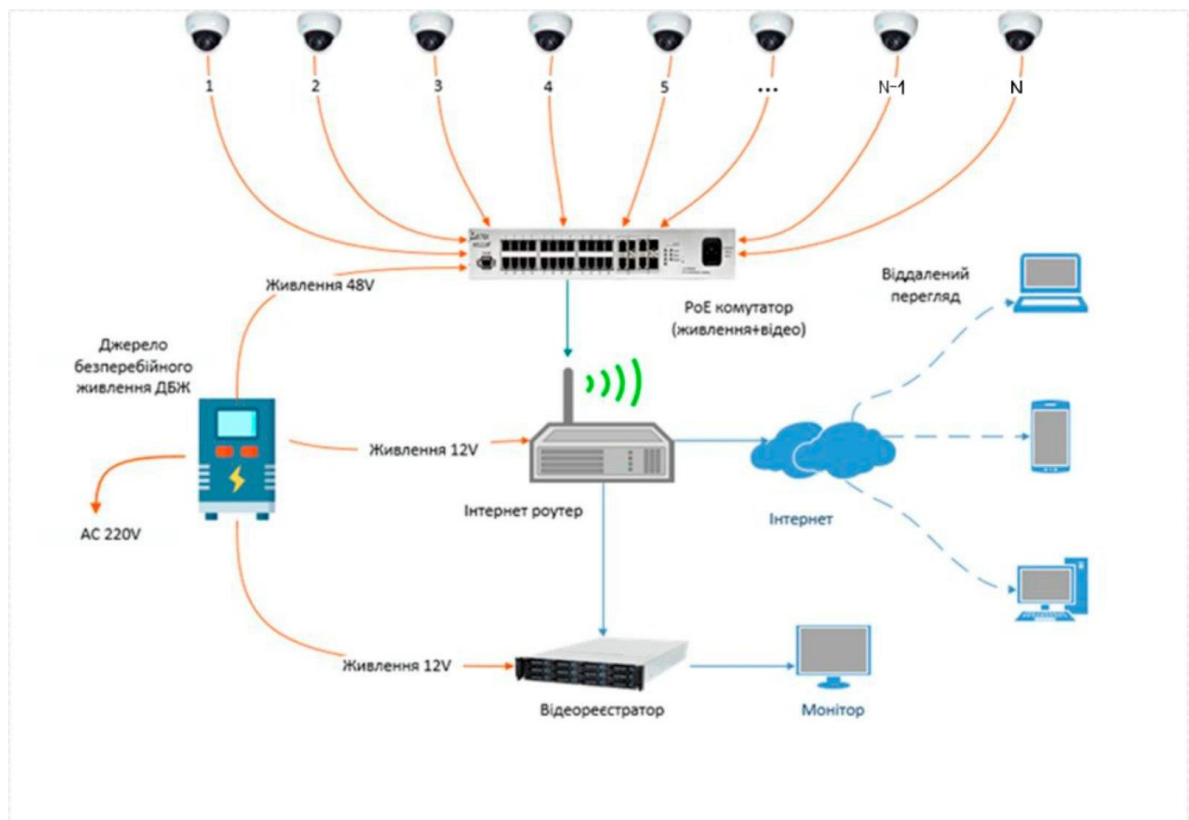 1
2
3
4
5
...
N-1
N
Живлення 48V
Віддалений
перегляд
PoE комутатор
(живлення+відео)
Джерело
безперебійного
живлення ДБЖ
Живлення 12V
Інтернет роутер
Інтернет
AC 220V
Живлення 12V
Відеореєстратор
Монітор